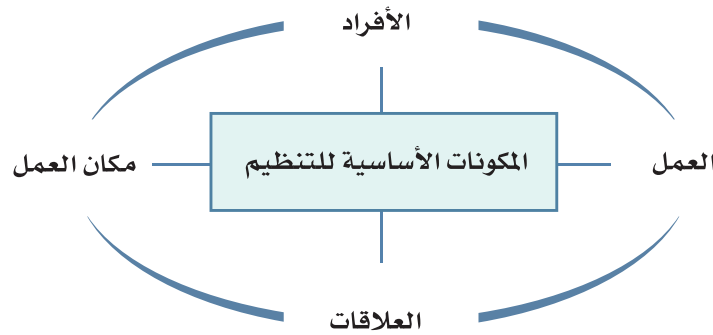 الأفراد
العمل
المكونات الأساسية للتنظيم
مكان العمل
العلاقات